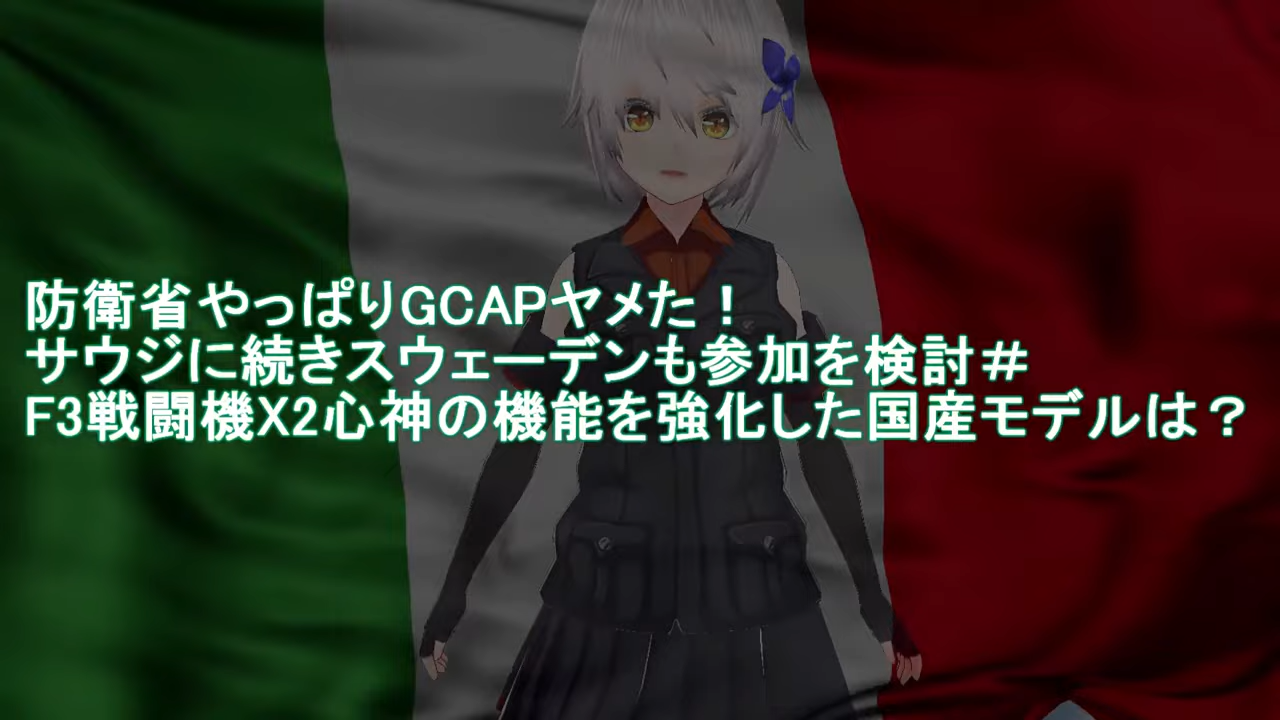 防衛省やっぱりGCAPヤメた！
サウジに続きスウェーデンも参加を検討＃
F3戦闘機X2心神の機能を強化した国産モデルは？